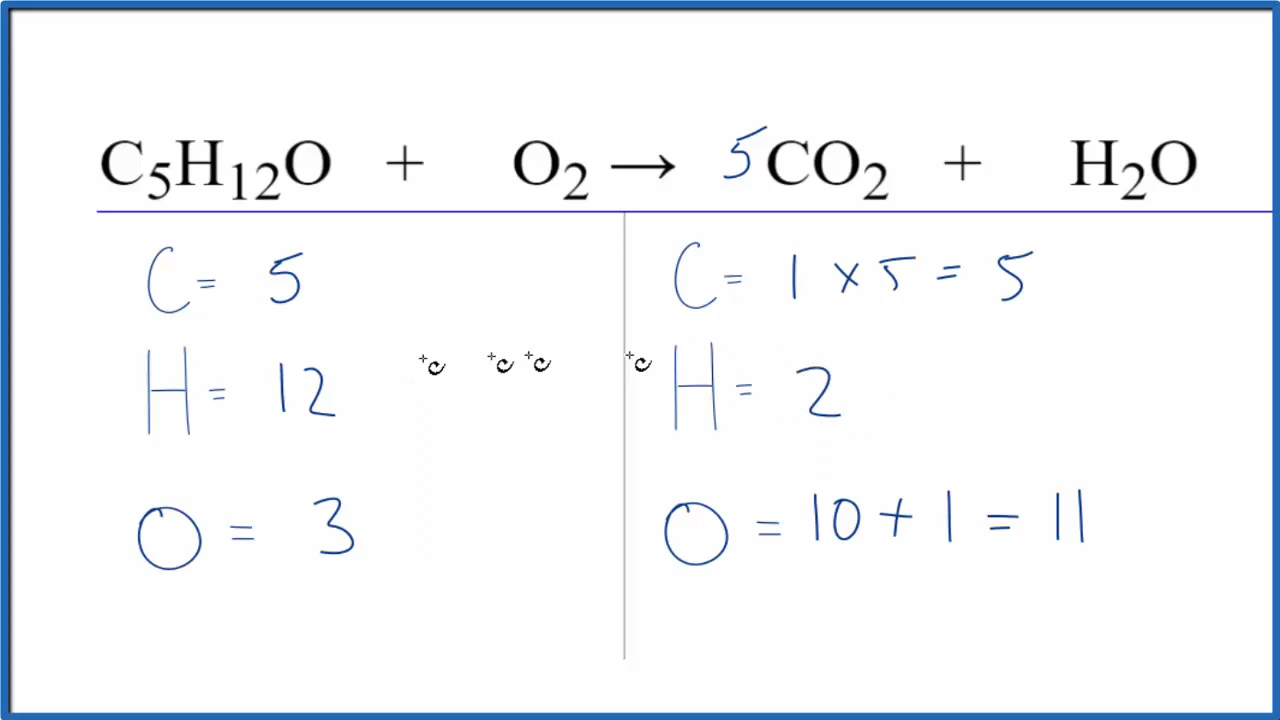 C₅H₁₂O + O₂ → 5CO₂ + H₂O
C = 5 C = 1 × 5 = 5
H = 12 H = 2
O = 3 O = 10 + 1 = 11